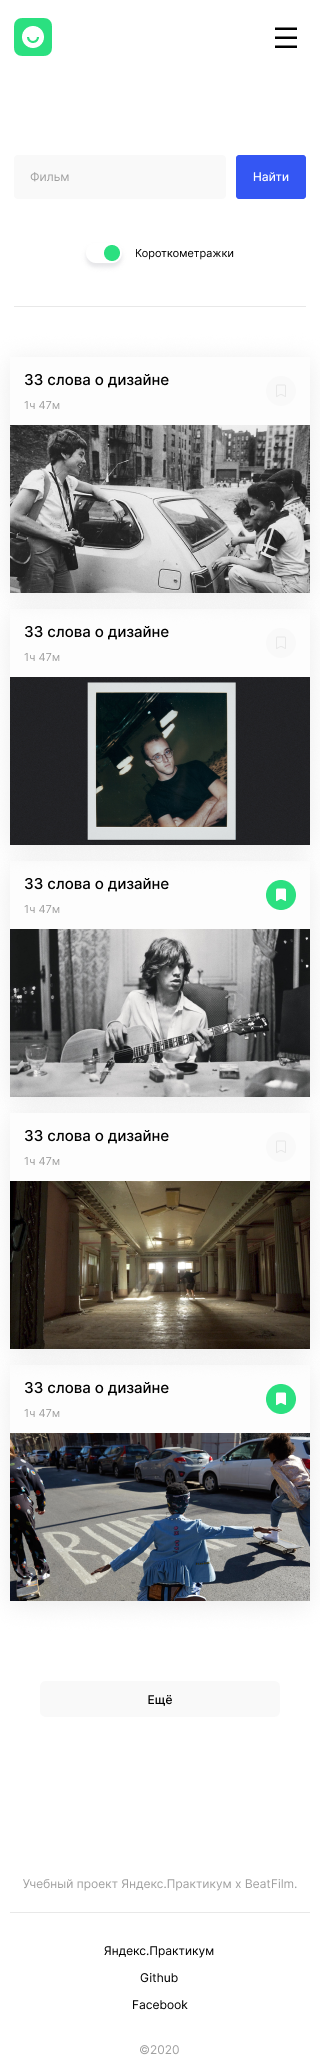 Фильм
Найти
Короткометражки
33 слова о дизайне
1ч 47м
33 слова о дизайне
1ч 47м
33 слова о дизайне
1ч 47м
33 слова о дизайне
1ч 47м
33 слова о дизайне
1ч 47м
Ещё
Учебный проект Яндекс.Практикум x BeatFilm.
Яндекс.Практикум
Github
Facebook
©2020